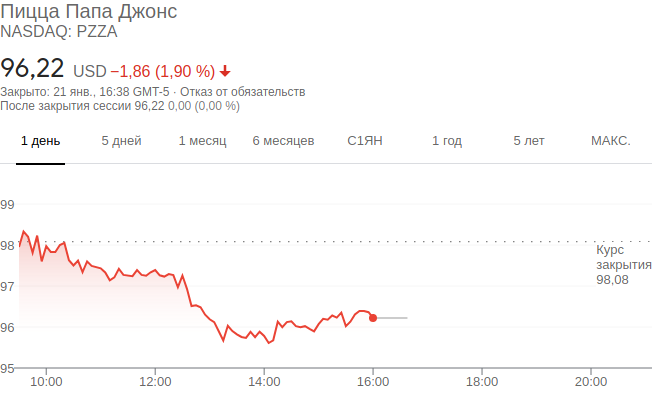 Пицца Папа Джонс
NASDAQ: PZZA
96,22 USD −1,86 (1,90 %)
Закрыто: 21 янв., 16:38 GMT-5 · Отказ от обязательств
После закрытия сессии 96,22 0,00 (0,00 %)
1 день 5 дней 1 месяц 6 месяцев С1ЯН 1 год 5 лет МАКС.
99
98
Курс
закрытия
98,08
97
96
95
10:00 12:00 14:00 16:00 18:00 20:00